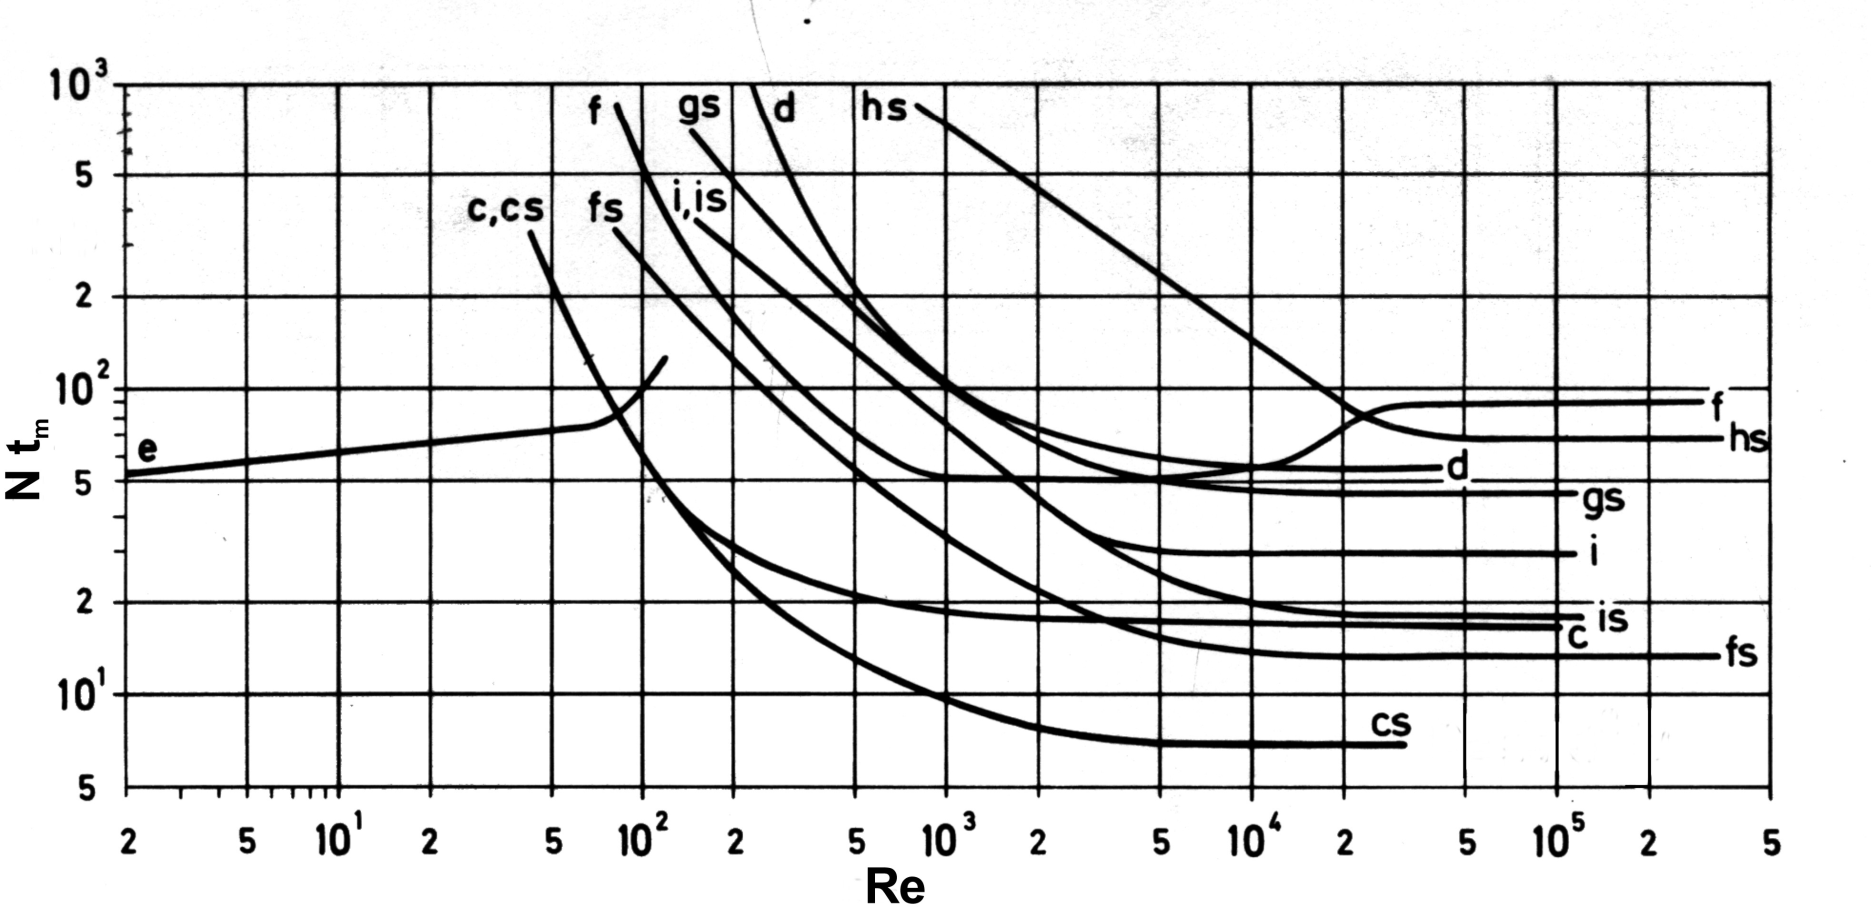 10³
5
2
10²
5
2
10¹
5
N tₘ
f
gs
d
hs
c,cs
fs
i,is
e
f
hs
d
gs
i
is
c
fs
cs
2 5 10¹ 2 5 10² 2 5 10³ 2 5 10⁴ 2 5 10⁵ 2 5
Re